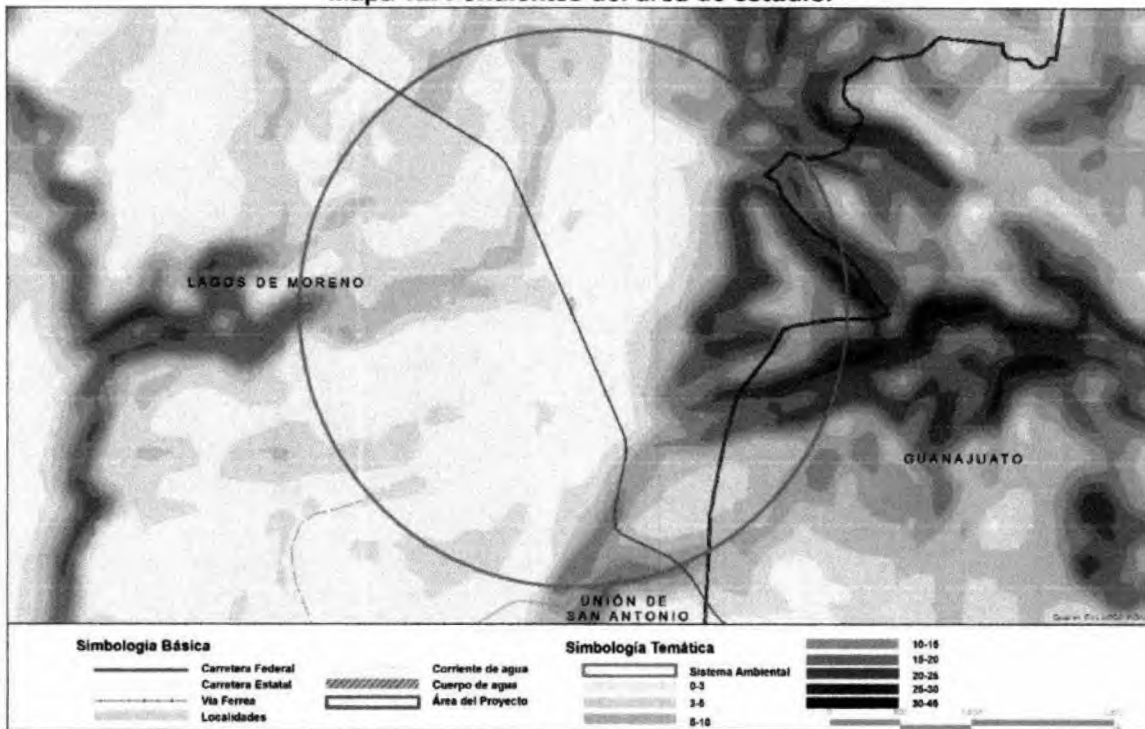 LAGOS DE MORENO
GUANAJUATO
UNIÓN DE
SAN ANTONIO
Simbología Básica
Carretera Federal
Carretera Estatal
Vía Ferrea
Localidades
Corriente de agua
Cuerpo de agua
Área del Proyecto
Simbología Temática
Sistema Ambiental
0-3
3-5
5-10
10-15
15-20
20-25
25-30
30-45